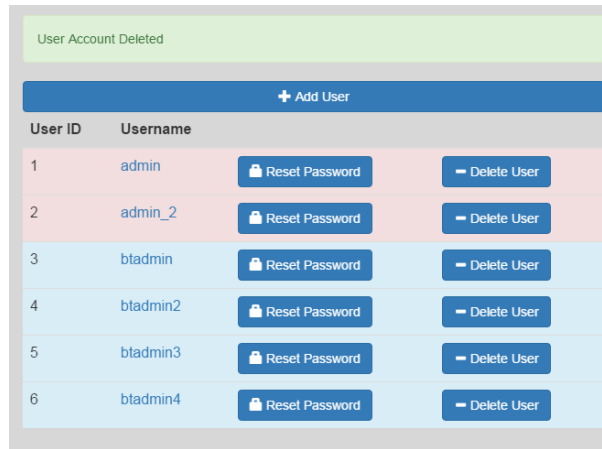 User Account Deleted
Add User
User ID Username
1 admin Reset Password Delete User
2 admin_2 Reset Password Delete User
3 btadmin Reset Password Delete User
4 btadmin2 Reset Password Delete User
5 btadmin3 Reset Password Delete User
6 btadmin4 Reset Password Delete User